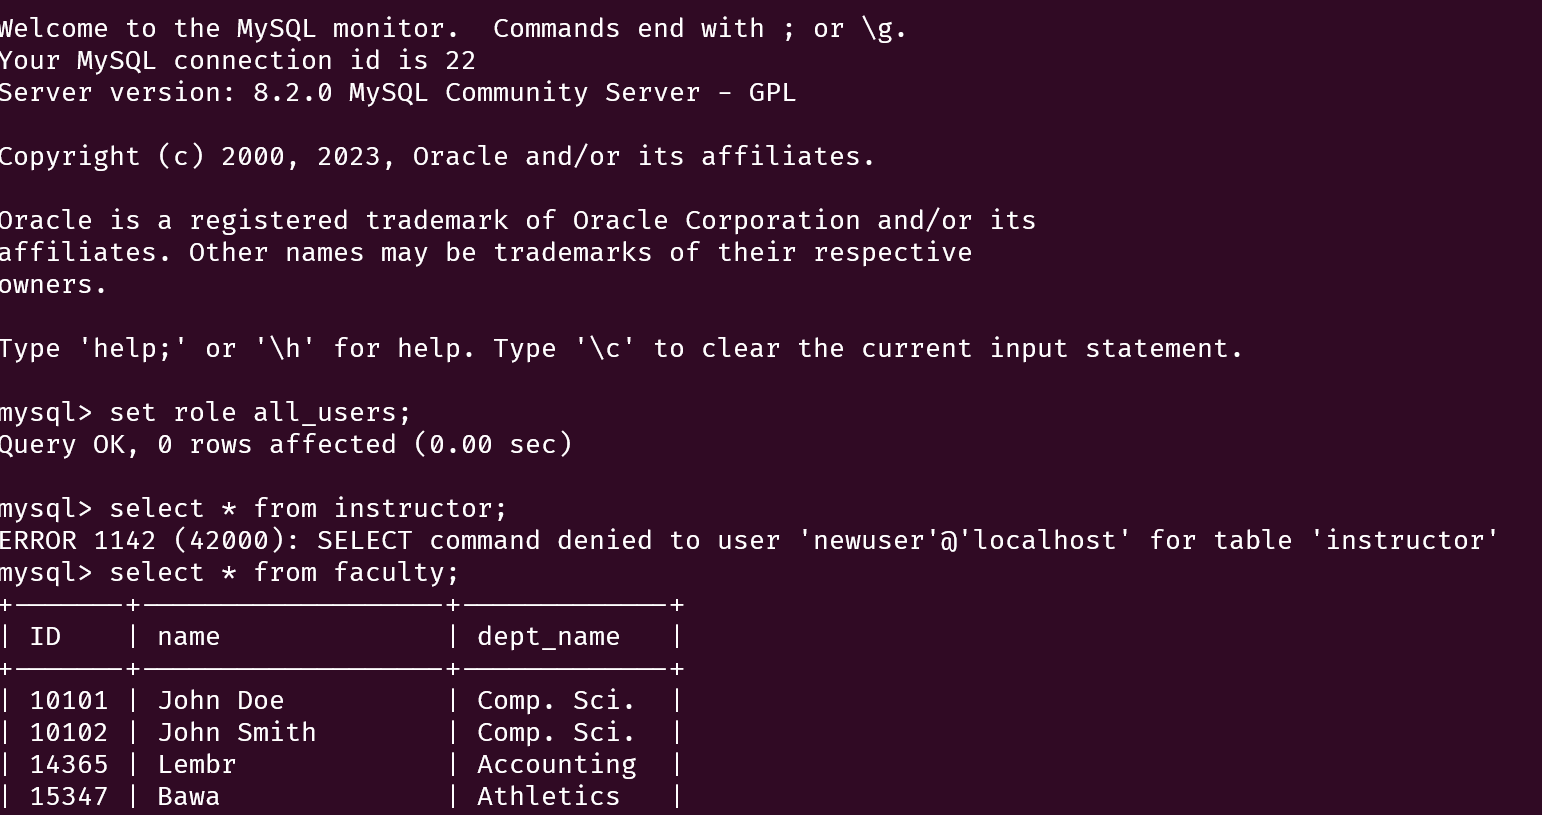 Welcome to the MySQL monitor.  Commands end with ; or \g.
Your MySQL connection id is 22
Server version: 8.2.0 MySQL Community Server - GPL
Copyright (c) 2000, 2023, Oracle and/or its affiliates.
Oracle is a registered trademark of Oracle Corporation and/or its
affiliates. Other names may be trademarks of their respective
owners.
Type 'help;' or '\h' for help. Type '\c' to clear the current input statement.
mysql> set role all_users;
Query OK, 0 rows affected (0.00 sec)
mysql> select * from instructor;
ERROR 1142 (42000): SELECT command denied to user 'newuser'@'localhost' for table 'instructor'
mysql> select * from faculty;
+-------+-------------------+-------------+
| ID    | name              | dept_name   |
+-------+-------------------+-------------+
| 10101 | John Doe          | Comp. Sci.  |
| 10102 | John Smith        | Comp. Sci.  |
| 14365 | Lembr             | Accounting  |
| 15347 | Bawa              | Athletics   |